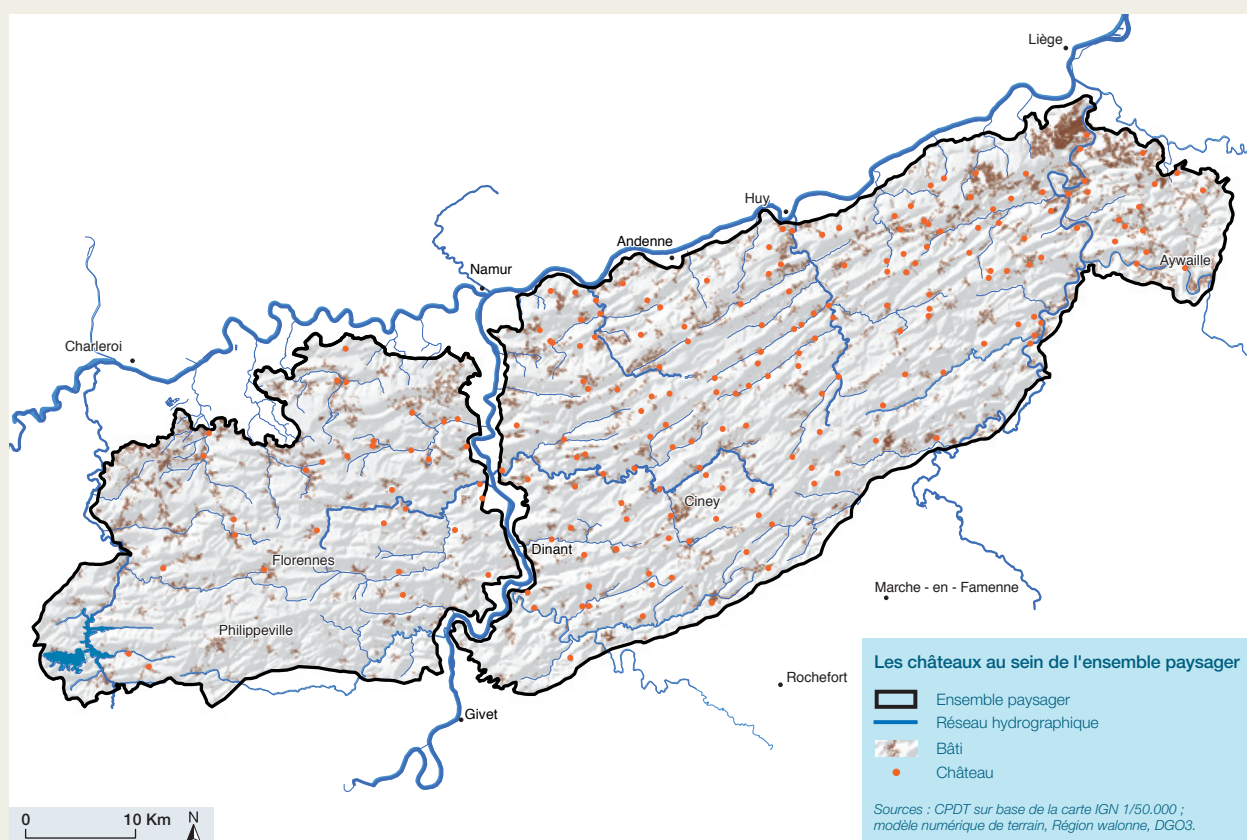 Liège
Huy
Andenne
Namur
Aywaille
Charleroi
Ciney
Dinant
Florennes
Philippeville
Marche - en - Famenne
Rochefort
Givet
Les châteaux au sein de l'ensemble paysager
Ensemble paysager
Réseau hydrographique
Bâti
Château
Sources : CPDT sur base de la carte IGN 1/50.000 ;
modèle numérique de terrain, Région walonne, DGO3.
0 10 Km N